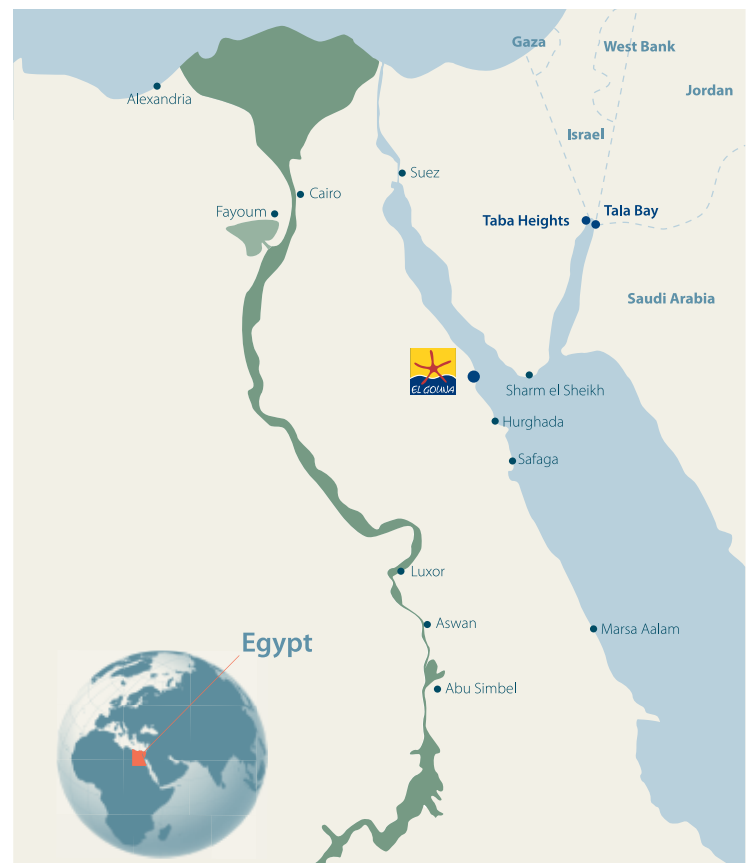 Gaza
West Bank
Alexandria
Jordan
Israel
Suez
Cairo
Fayoum
Taba Heights
Tala Bay
Saudi Arabia
EL GOUNA
Sharm el Sheikh
Hurghada
Safaga
Luxor
Aswan
Marsa Aalam
Egypt
Abu Simbel